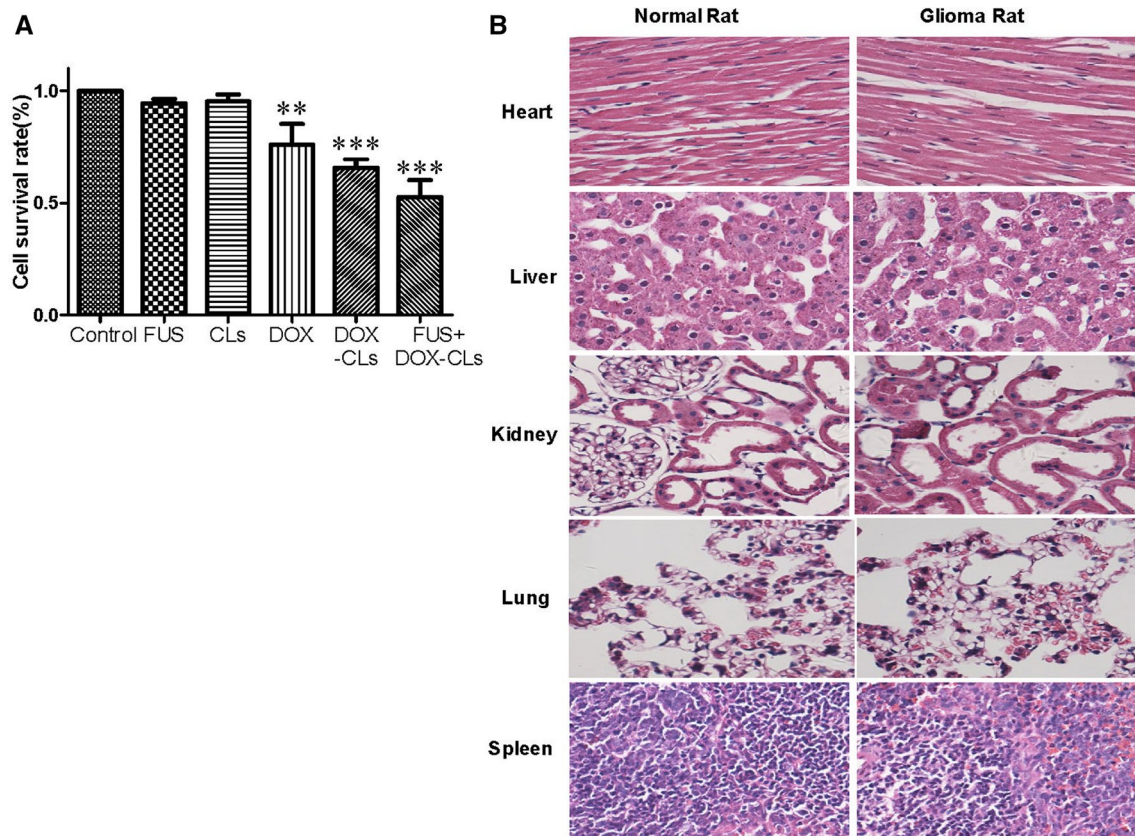 A
Cell survival rate(%)
1.0
0.5
0.0
**
***
***
Control FUS CLs DOX DOX -CLs FUS+ DOX-CLs
B
Normal Rat Glioma Rat
Heart
Liver
Kidney
Lung
Spleen